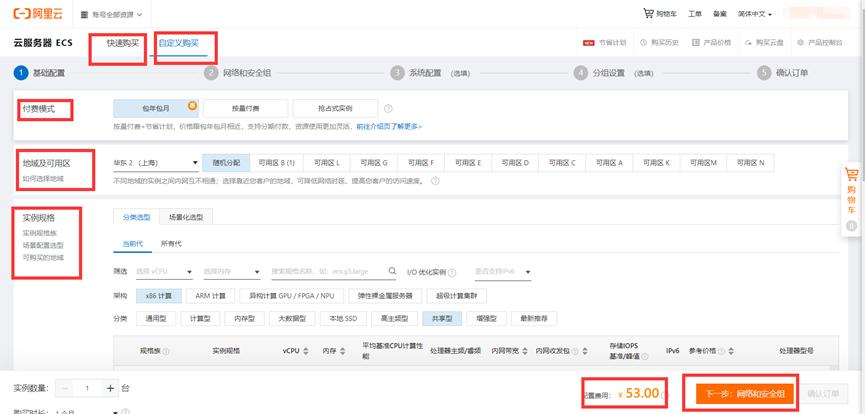 阿里云 账号全部资源 购物车 工单 备案 简体中文
云服务器 ECS 快速购买 自定义购买 NEW 节省计划 购买历史 产品价格 购买云盘 产品控制台
1 基础配置 2 网络和安全组 3 系统配置 (选填) 4 分组设置 (选填) 5 确认订单
付费模式 包年包月 惠 按量付费 抢占式实例
按量付费+节省计划，价格跟包年包月相近，支持分期付款，资源使用更加灵活，前往介绍页了解更多>
地域及可用区 华东 2 （上海） 随机分配 可用区 B (1) 可用区 L 可用区 G 可用区 F 可用区 E 可用区 D 可用区 C 可用区 A 可用区 K 可用区M 可用区 N
如何选择地域 不同地域的实例之间内网互不相通；选择靠近您客户的地域，可降低网络时延、提高您客户的访问速度。
购物车
0
实例规格 分类选型 场景化选型
实例规格族
场景配置选型 当前代 所有代
可购买的地域
筛选 选择 vCPU 选择内存 搜索规格名称，如：ecs.g5.large I/O 优化实例 是否支持IPv6
架构 x86 计算 ARM 计算 异构计算 GPU / FPGA / NPU 弹性裸金属服务器 超级计算集群
分类 通用型 计算型 内存型 大数据型 本地 SSD 高主频型 共享型 增强型 最新推荐
规格族 实例规格 vCPU 内存 平均基准CPU计算性能 处理器主频/睿频 内网带宽 内网收发包 存储IOPS 基准/峰值 IPv6 参考价格 处理器型号
实例数量: 1 台 配置费用: ¥ 53.00 下一步：网络和安全组 确认订单
购买时长: 1 个月